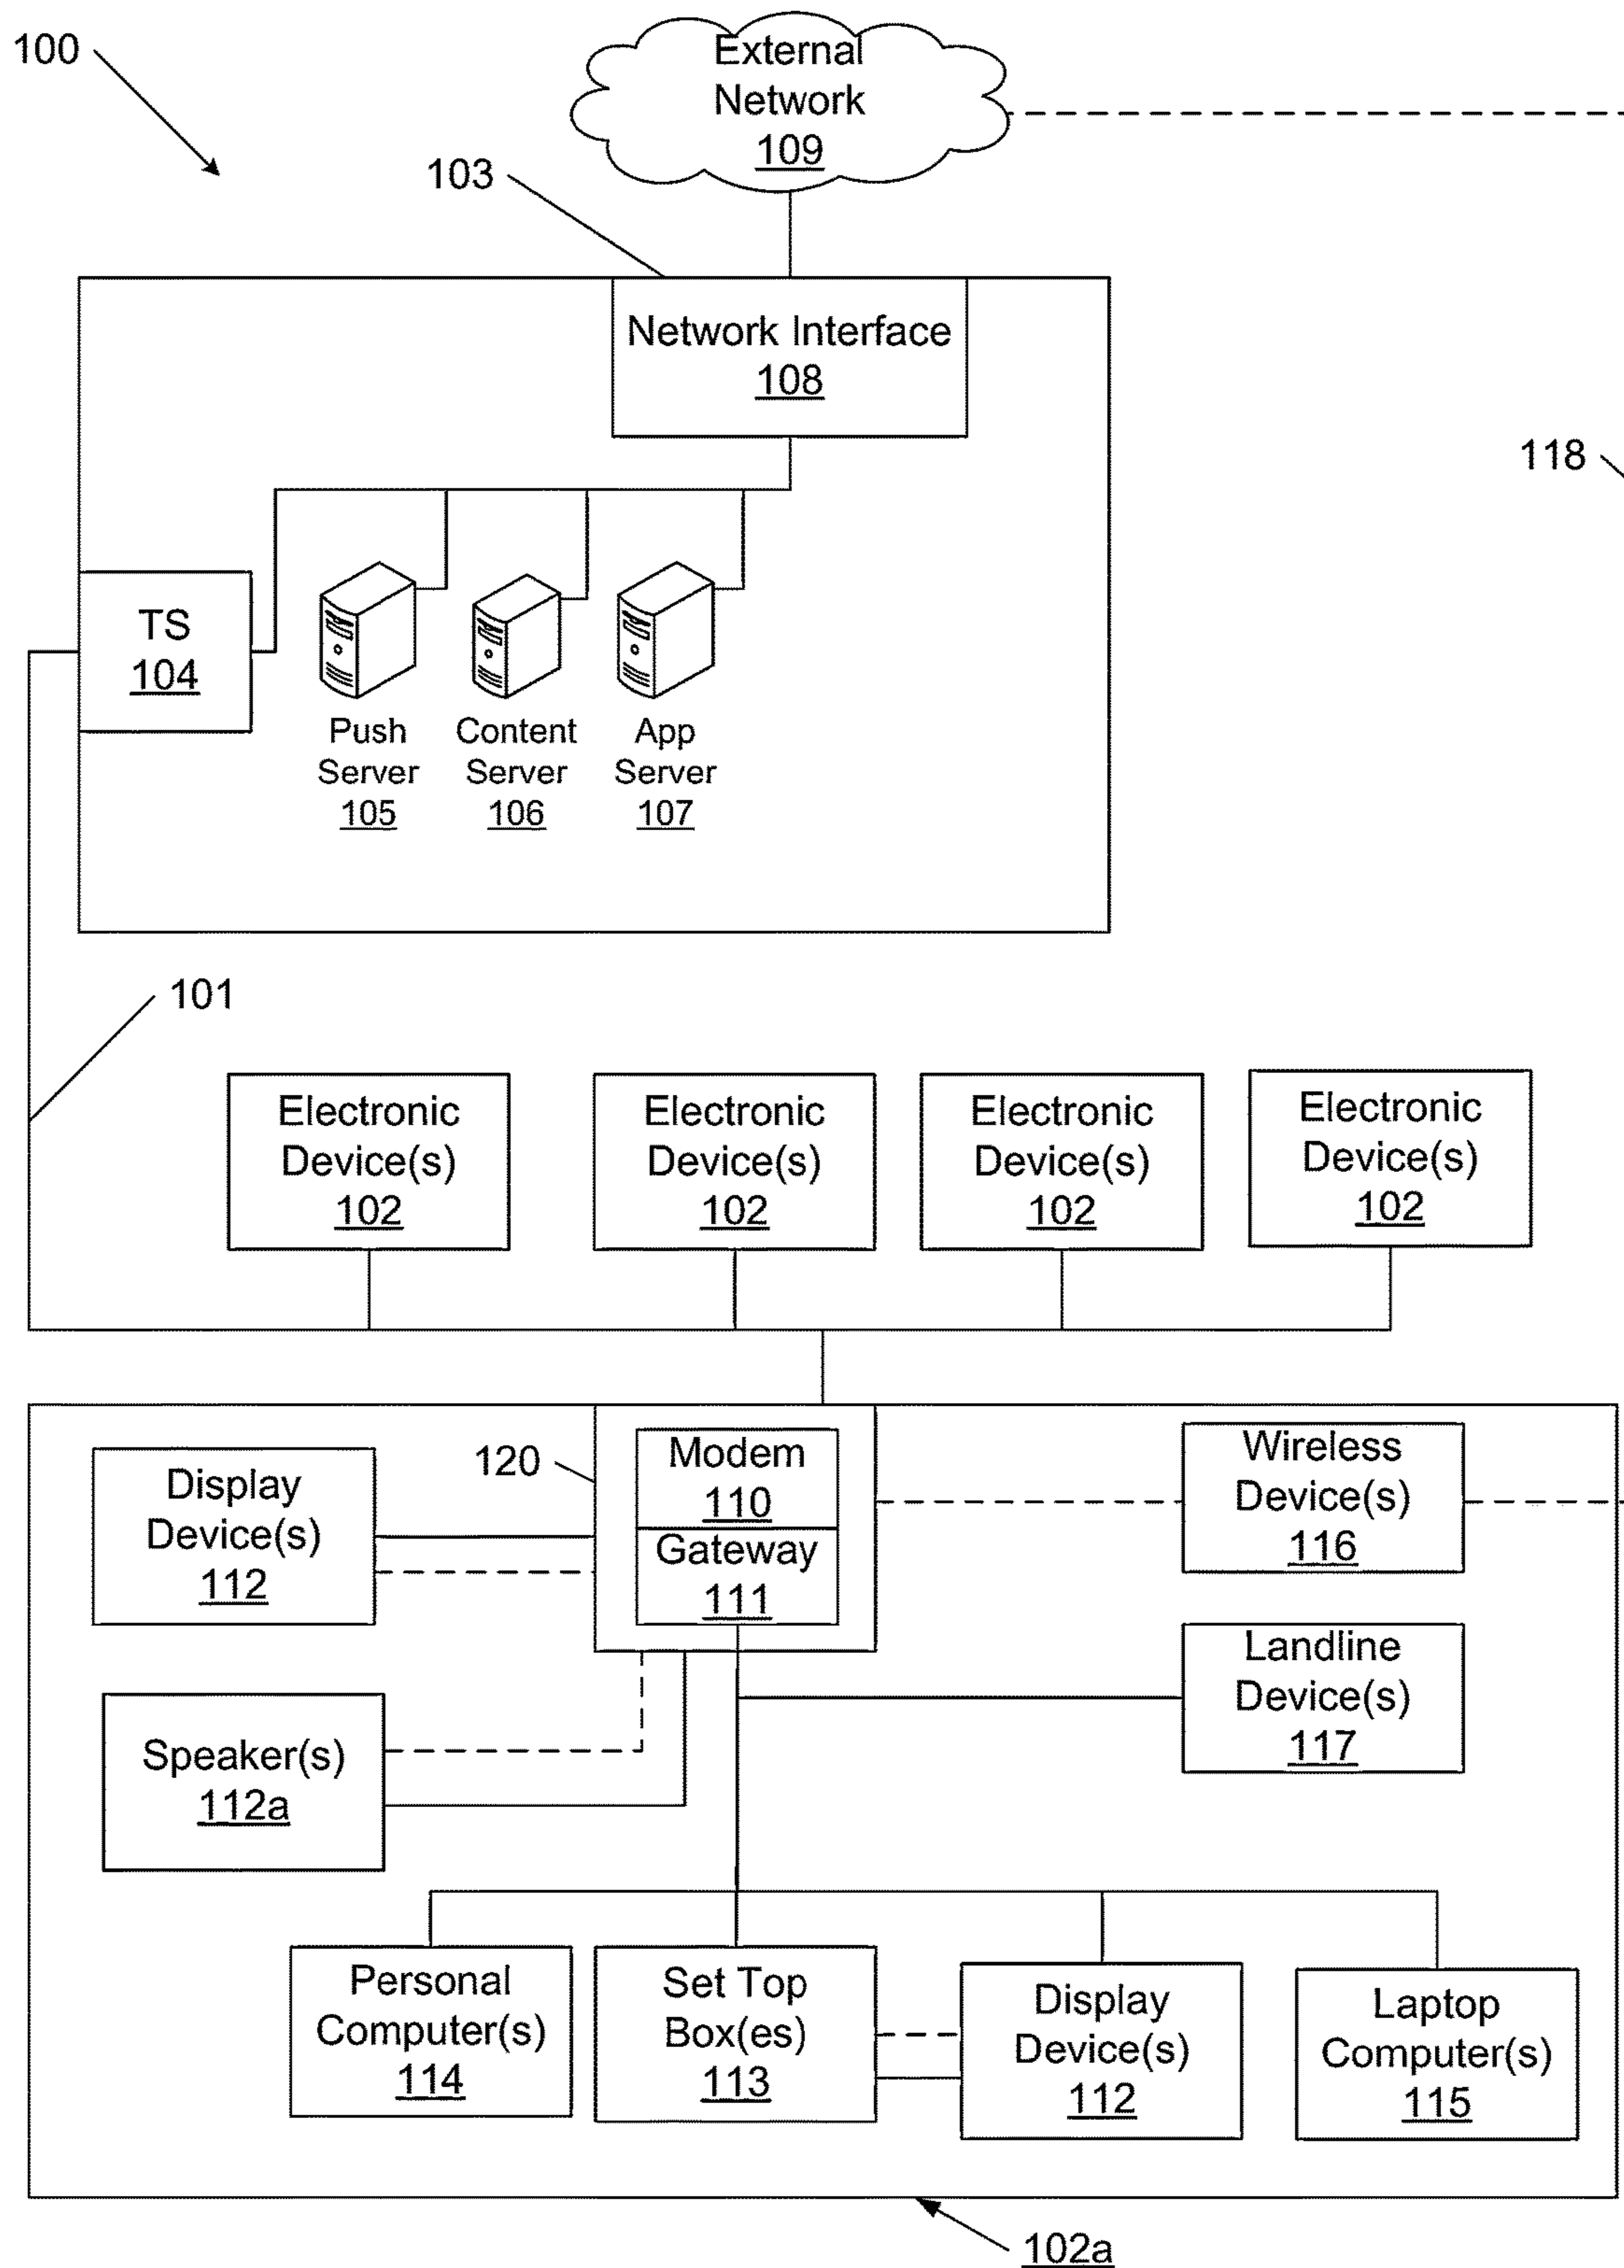 100
External
Network
109
103
Network Interface
108
118
TS
104
Push
Server
105
Content
Server
106
App
Server
107
101
Electronic
Device(s)
102
Electronic
Device(s)
102
Electronic
Device(s)
102
Electronic
Device(s)
102
120
Modem
110
Gateway
111
Display
Device(s)
112
Wireless
Device(s)
116
Landline
Device(s)
117
Speaker(s)
112a
Personal
Computer(s)
114
Set Top
Box(es)
113
Display
Device(s)
112
Laptop
Computer(s)
115
102a